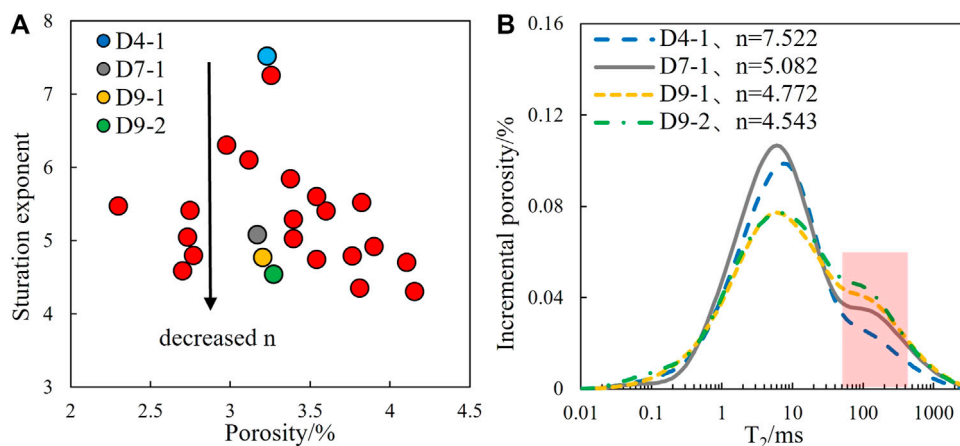 A
8
7
6
5
4
3
Sturation exponent
D4-1
D7-1
D9-1
D9-2
decreased n
2
2.5
3
3.5
4
4.5
Porosity/%
B
0.16
0.12
0.08
0.04
0
Incremental porosity/%
D4-1、n=7.522
D7-1、n=5.082
D9-1、n=4.772
D9-2、n=4.543
0.01
0.1
1
10
100
1000
T₂/ms